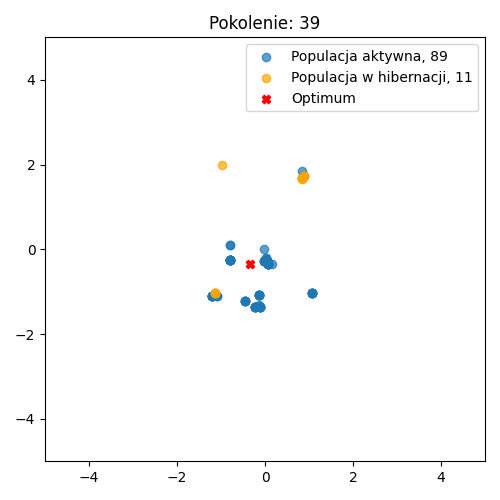 Pokolenie: 39
Populacja aktywna, 89
Populacja w hibernacji, 11
Optimum
4
2
0
−2
−4
−4 −2 0 2 4